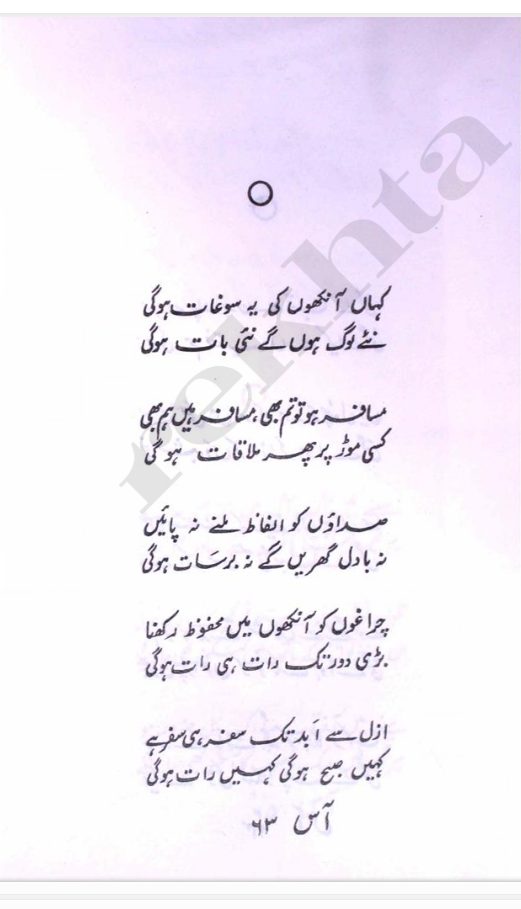 کہاں آنکھوں کی یہ سوغات ہوگی
نئے لوگ ہوں گے نئی بات ہوگی
مسافر ہو تو تم بھی، مسافر ہیں ہم بھی
کسی موڑ پر پھر ملاقات ہو گی
صداؤں کو الفاظ ملنے نہ پائیں
نہ بادل گھریں گے نہ برسات ہوگی
چراغوں کو آنکھوں میں محفوظ رکھنا
بڑی دور تک رات ہی رات ہوگی
ازل سے اَبد تک سفر ہی سفر ہے
کہیں صبح ہوگی کہیں رات ہوگی
آس ۶۳
rekhta